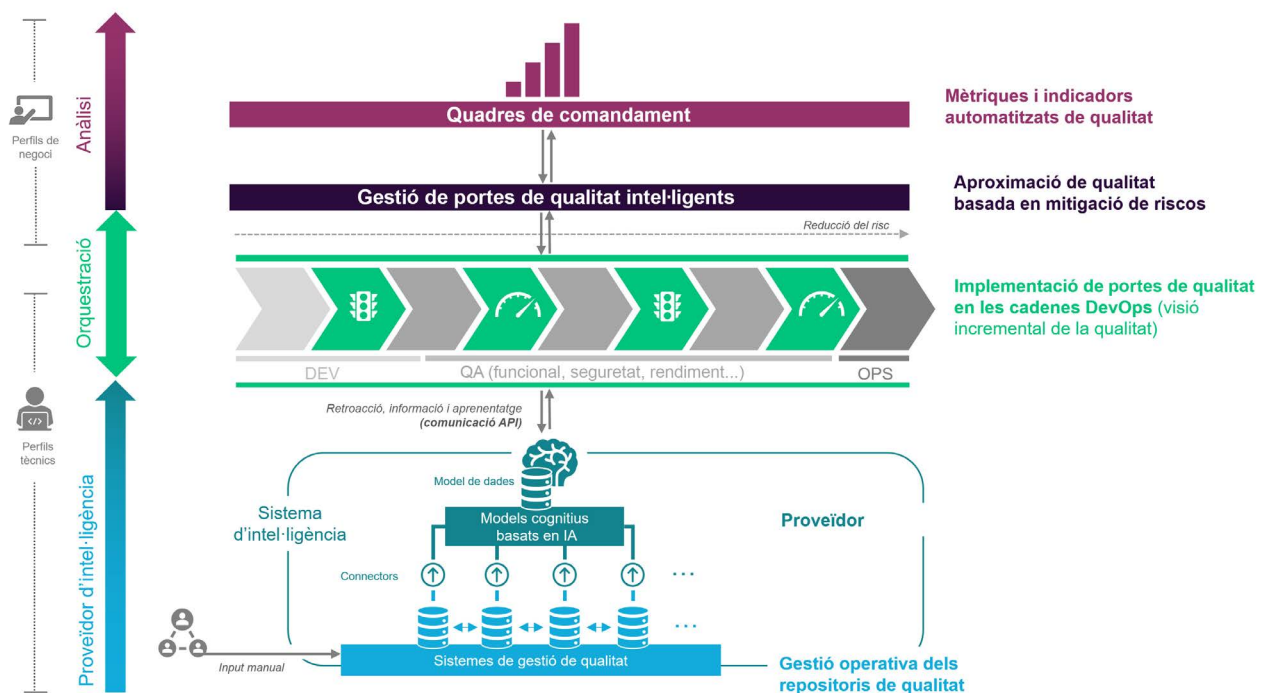 Quadres de comandament
Mètriques i indicadors
automatitzats de qualitat
Anàlisi
Perfils de
negoci
Gestió de portes de qualitat intel·ligents
Aproximació de qualitat
basada en mitigació de riscos
Reducció del risc
Orquestració
Implementació de portes de qualitat
en les cadenes DevOps (visió
incremental de la qualitat)
DEV
QA (funcional, seguretat, rendiment...)
OPS
Retroacció, informació i aprenentatge
(comunicació API)
</>
Perfils
tècnics
Proveïdor d'intel·ligència
Model de dades
Sistema
d'intel·ligència
Models cognitius
basats en IA
Proveïdor
Connectors
...
...
Input manual
Sistemes de gestió de qualitat
Gestió operativa dels
repositoris de qualitat